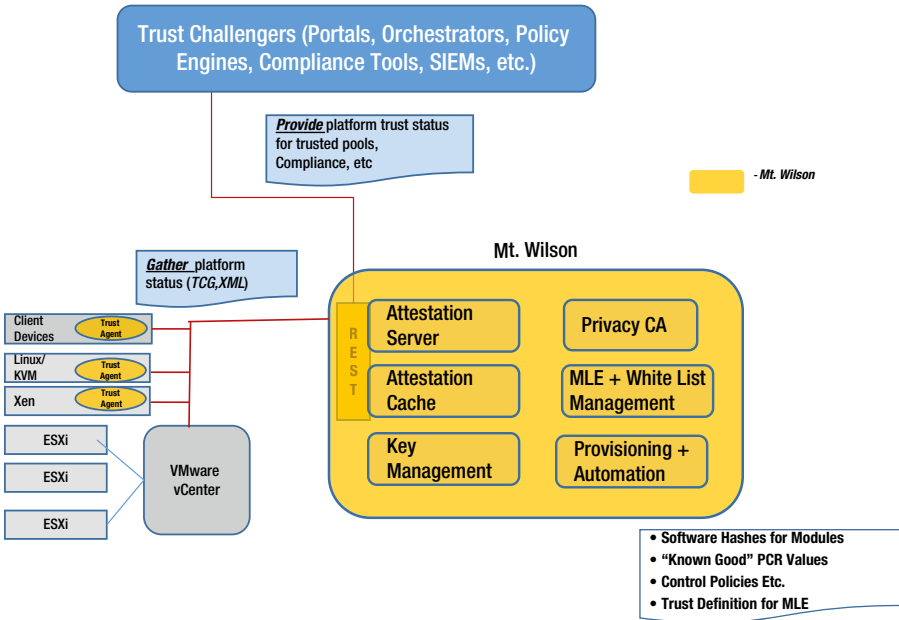 Trust Challengers (Portals, Orchestrators, Policy
Engines, Compliance Tools, SIEMs, etc.)
Provide platform trust status
for trusted pools,
Compliance, etc
- Mt. Wilson
Gather platform
status (TCG,XML)
Mt. Wilson
Client
Devices
Trust
Agent
Linux/
KVM
Trust
Agent
Xen
Trust
Agent
ESXi
ESXi
ESXi
VMware
vCenter
R
E
S
T
Attestation
Server
Attestation
Cache
Key
Management
Privacy CA
MLE + White List
Management
Provisioning +
Automation
• Software Hashes for Modules
• “Known Good” PCR Values
• Control Policies Etc.
• Trust Definition for MLE